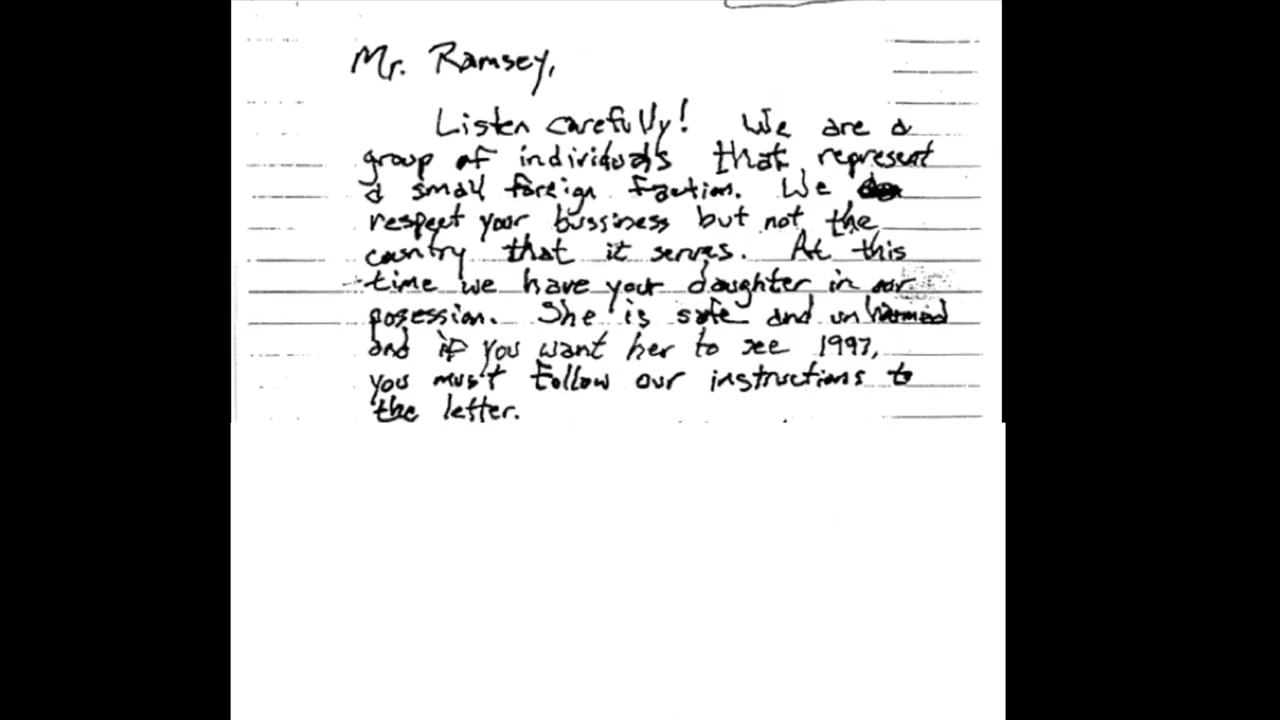 Mr. Ramsey,
Listen carefully! We are a
group of individuals that represent
a small foreign faction. We
respect your bussiness but not the
country that it serves. At this
time we have your daughter in our
posession. She is safe and unharmed
and if you want her to see 1997,
you must follow our instructions to
the letter.